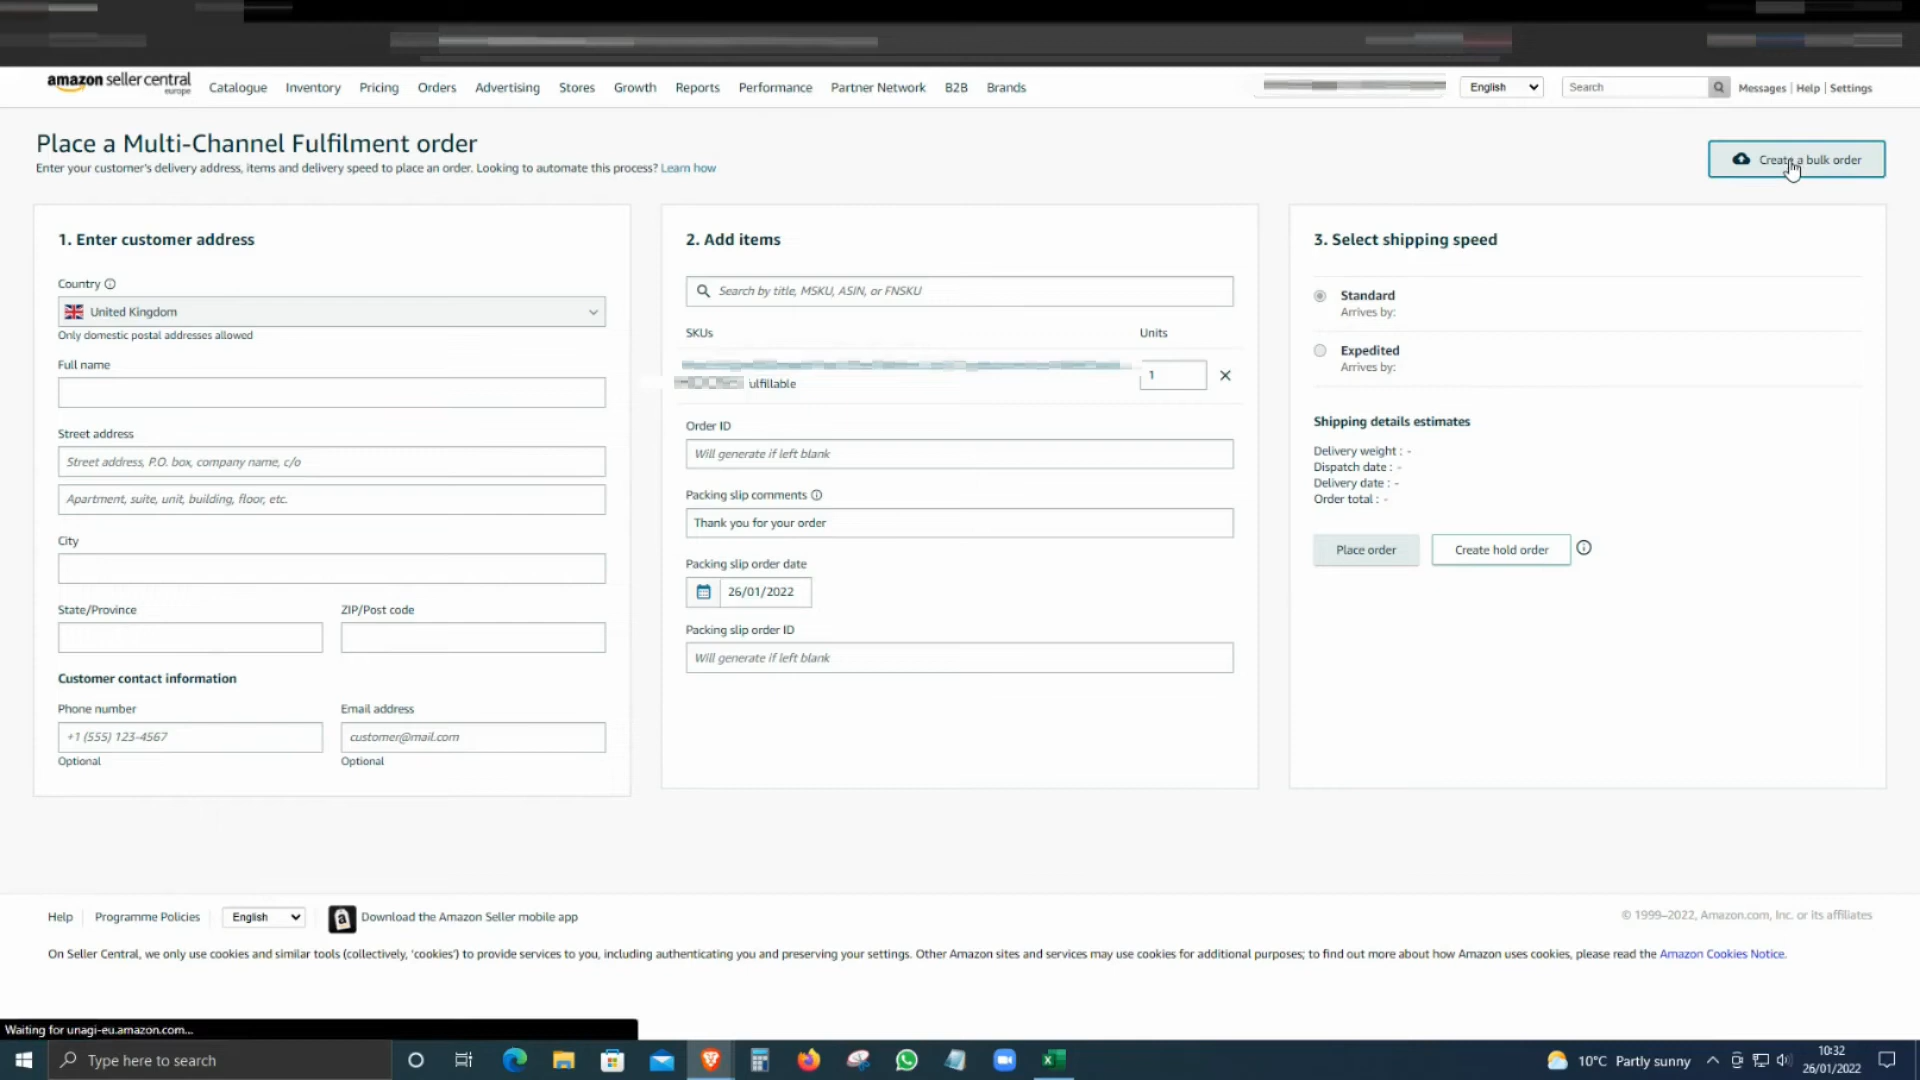 amazon seller central
europe
Catalogue Inventory Pricing Orders Advertising Stores Growth Reports Performance Partner Network B2B Brands
English
Search
Messages | Help | Settings
Place a Multi-Channel Fulfilment order
Enter your customer's delivery address, items and delivery speed to place an order. Looking to automate this process? Learn how
Create a bulk order
1. Enter customer address
Country
United Kingdom
Only domestic postal addresses allowed
Full name
Street address
Street address, P.O. box, company name, c/o
Apartment, suite, unit, building, floor, etc.
City
State/Province ZIP/Post code
Customer contact information
Phone number Email address
+1 (555) 123-4567 customer@mail.com
Optional Optional
2. Add items
Search by title, MSKU, ASIN, or FNSKU
SKUs Units
1
ulfillable
Order ID
Will generate if left blank
Packing slip comments
Thank you for your order
Packing slip order date
26/01/2022
Packing slip order ID
Will generate if left blank
3. Select shipping speed
Standard
Arrives by:
Expedited
Arrives by:
Shipping details estimates
Delivery weight : -
Dispatch date : -
Delivery date : -
Order total : -
Place order Create hold order
Help Programme Policies English Download the Amazon Seller mobile app
© 1999–2022, Amazon.com, Inc. or its affiliates
On Seller Central, we only use cookies and similar tools (collectively, 'cookies') to provide services to you, including authenticating you and preserving your settings. Other Amazon sites and services may use cookies for additional purposes; to find out more about how Amazon uses cookies, please read the Amazon Cookies Notice.
Waiting for unagi-eu.amazon.com...
Type here to search
10°C Partly sunny
10:32
26/01/2022